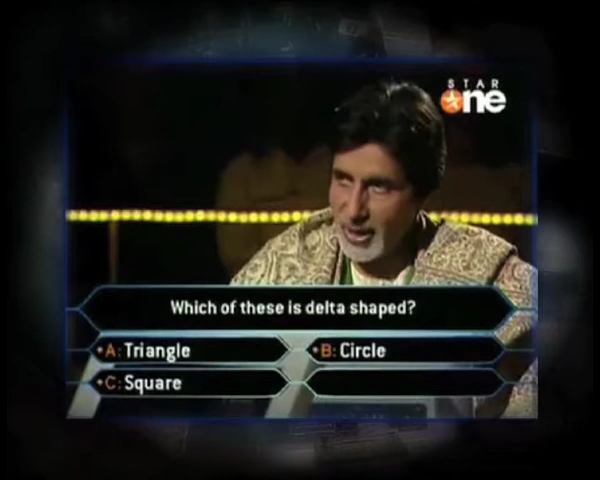 STAR
one
Which of these is delta shaped?
A: Triangle
B: Circle
C: Square